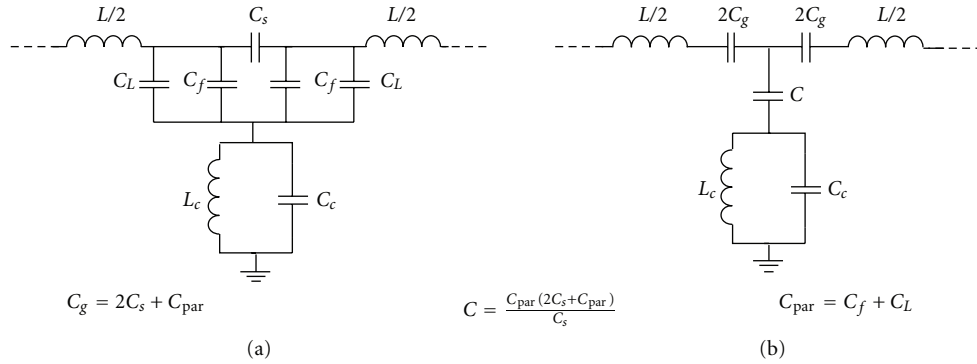 L/2 C_s L/2
C_L C_f C_f C_L
L_c C_c
C_g = 2C_s + C_par
(a)
L/2 2C_g 2C_g L/2
C
L_c C_c
C = C_par(2C_s+C_par)/C_s
C_par = C_f + C_L
(b)